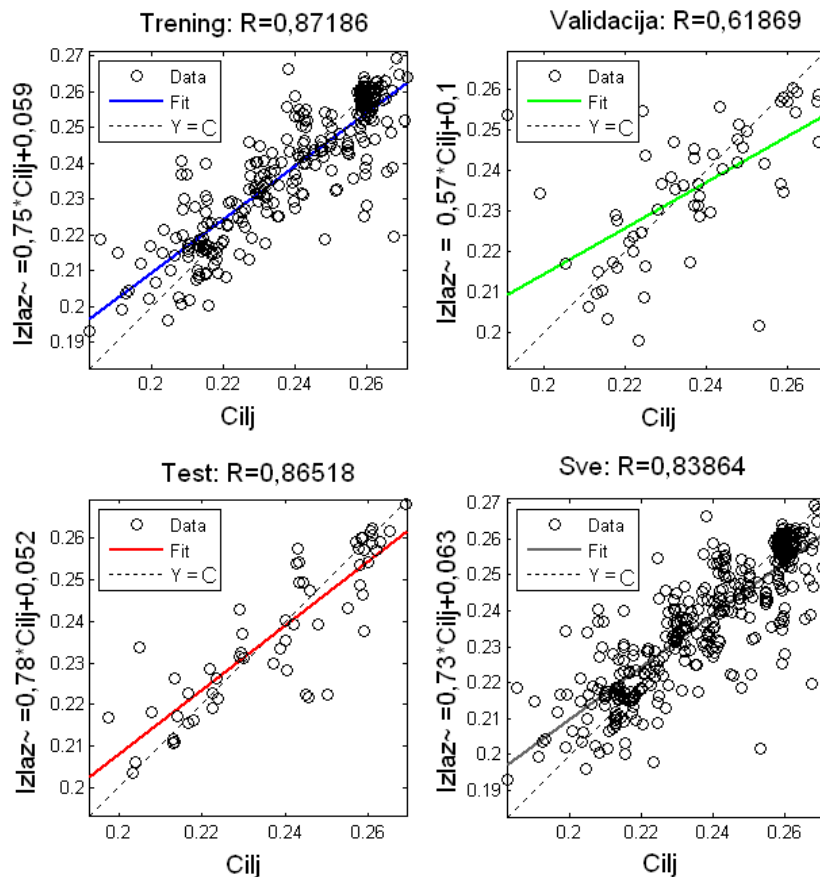 Trening: R=0,87186
Izlaz~ =0,75*Cilj+0,059
0.27
0.26
0.25
0.24
0.23
0.22
0.21
0.2
0.19
Data
Fit
Y = C
0.2
0.22
0.24
0.26
Cilj
Validacija: R=0,61869
Izlaz~ = 0,57*Cilj+0,1
0.26
0.25
0.24
0.23
0.22
0.21
0.2
Data
Fit
Y = C
0.2
0.22
0.24
0.26
Cilj
Test: R=0,86518
Izlaz~ =0,78*Cilj+0,052
0.26
0.25
0.24
0.23
0.22
0.21
0.2
Data
Fit
Y = C
0.2
0.22
0.24
0.26
Cilj
Sve: R=0,83864
Izlaz~ =0,73*Cilj+0,063
0.27
0.26
0.25
0.24
0.23
0.22
0.21
0.2
0.19
Data
Fit
Y = C
0.2
0.22
0.24
0.26
Cilj